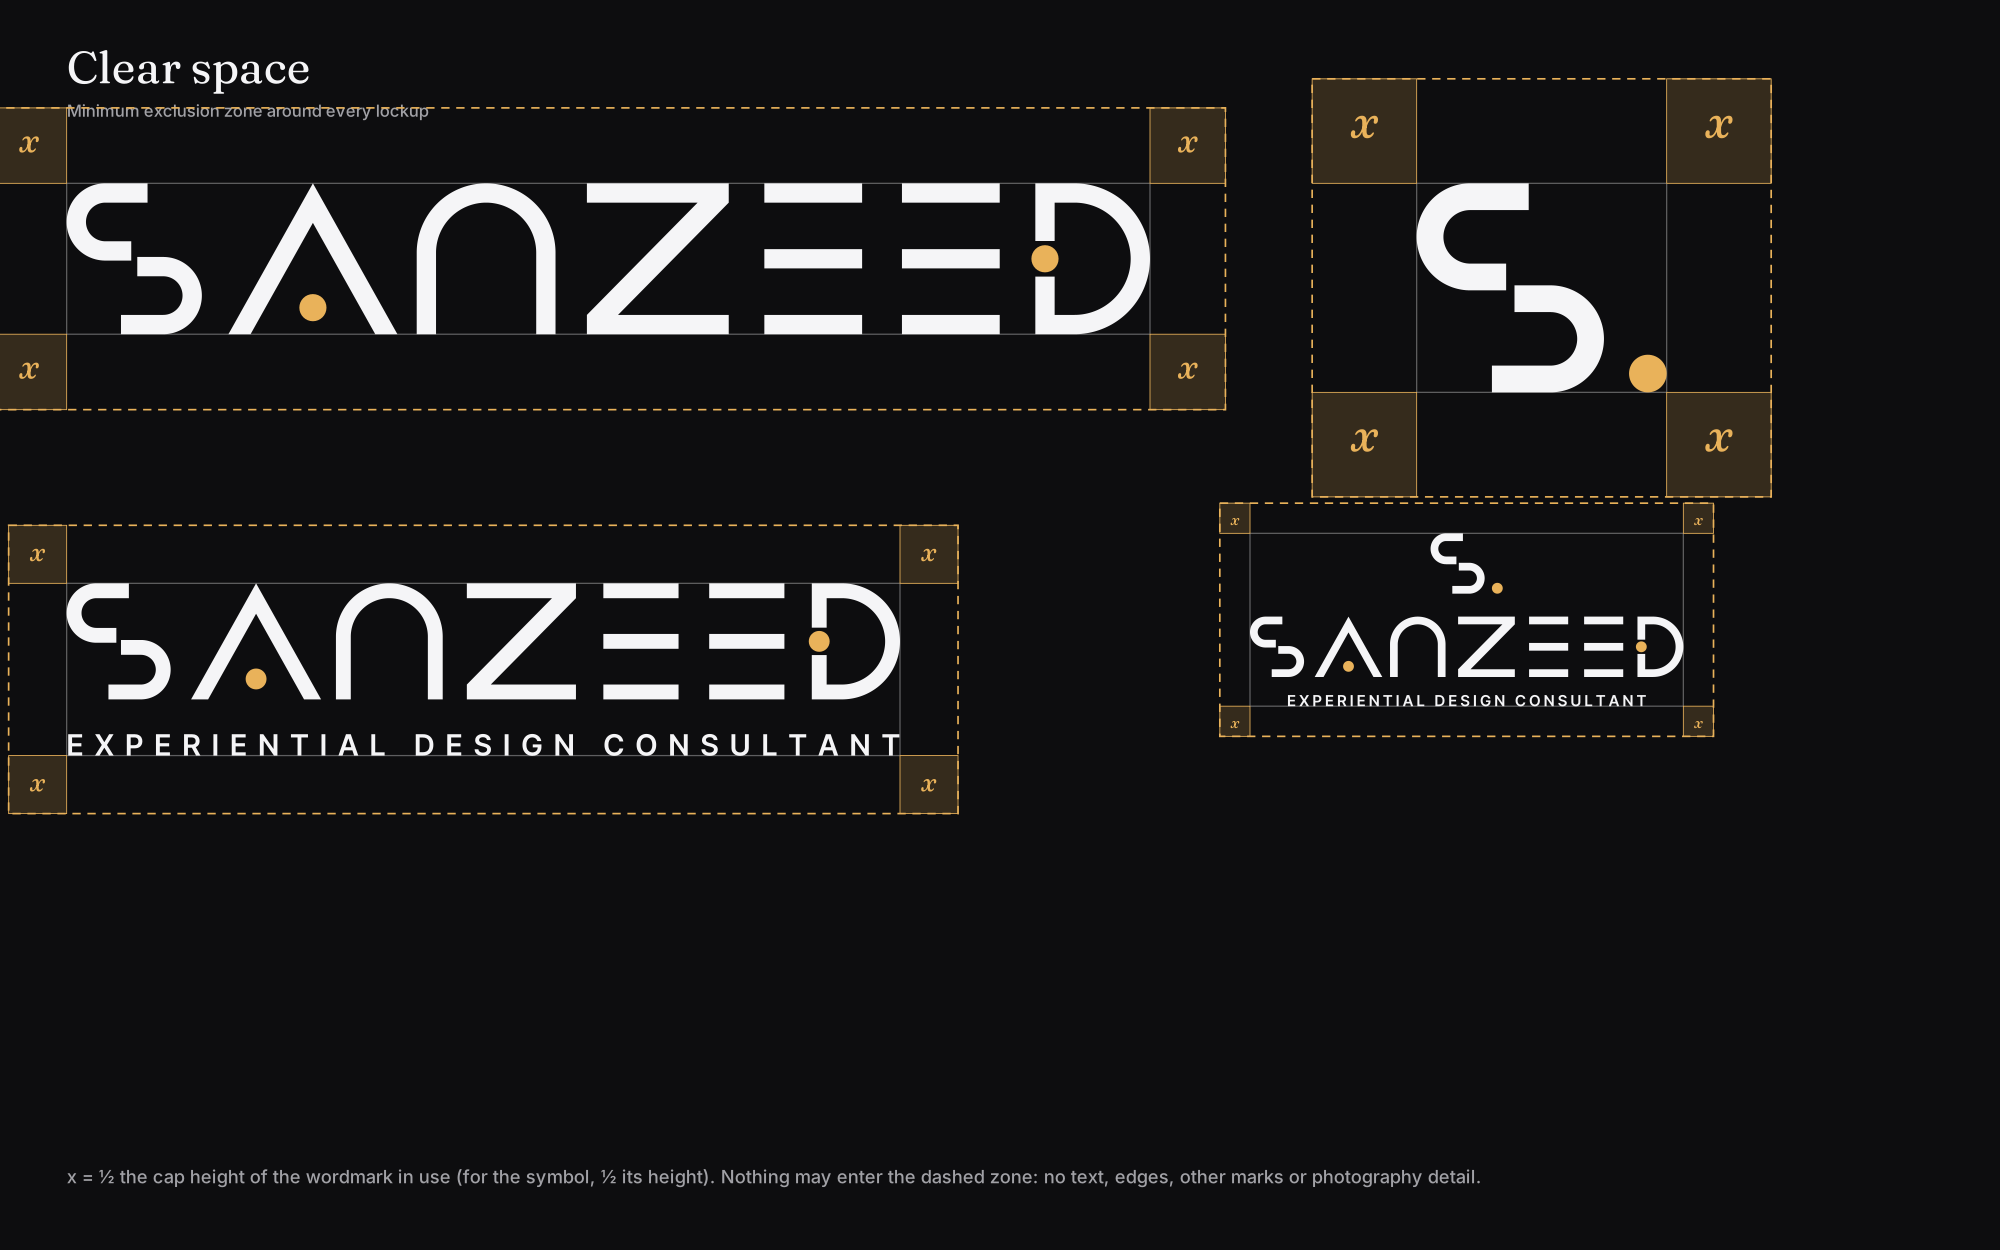 Clear space
Minimum exclusion zone around every lockup
x
x
SANZEED
x
x
x
x
S.
x
x
x
x
SANZEED
EXPERIENTIAL DESIGN CONSULTANT
x
x
x
x
S.
SANZEED
EXPERIENTIAL DESIGN CONSULTANT
x
x
x = ½ the cap height of the wordmark in use (for the symbol, ½ its height). Nothing may enter the dashed zone: no text, edges, other marks or photography detail.